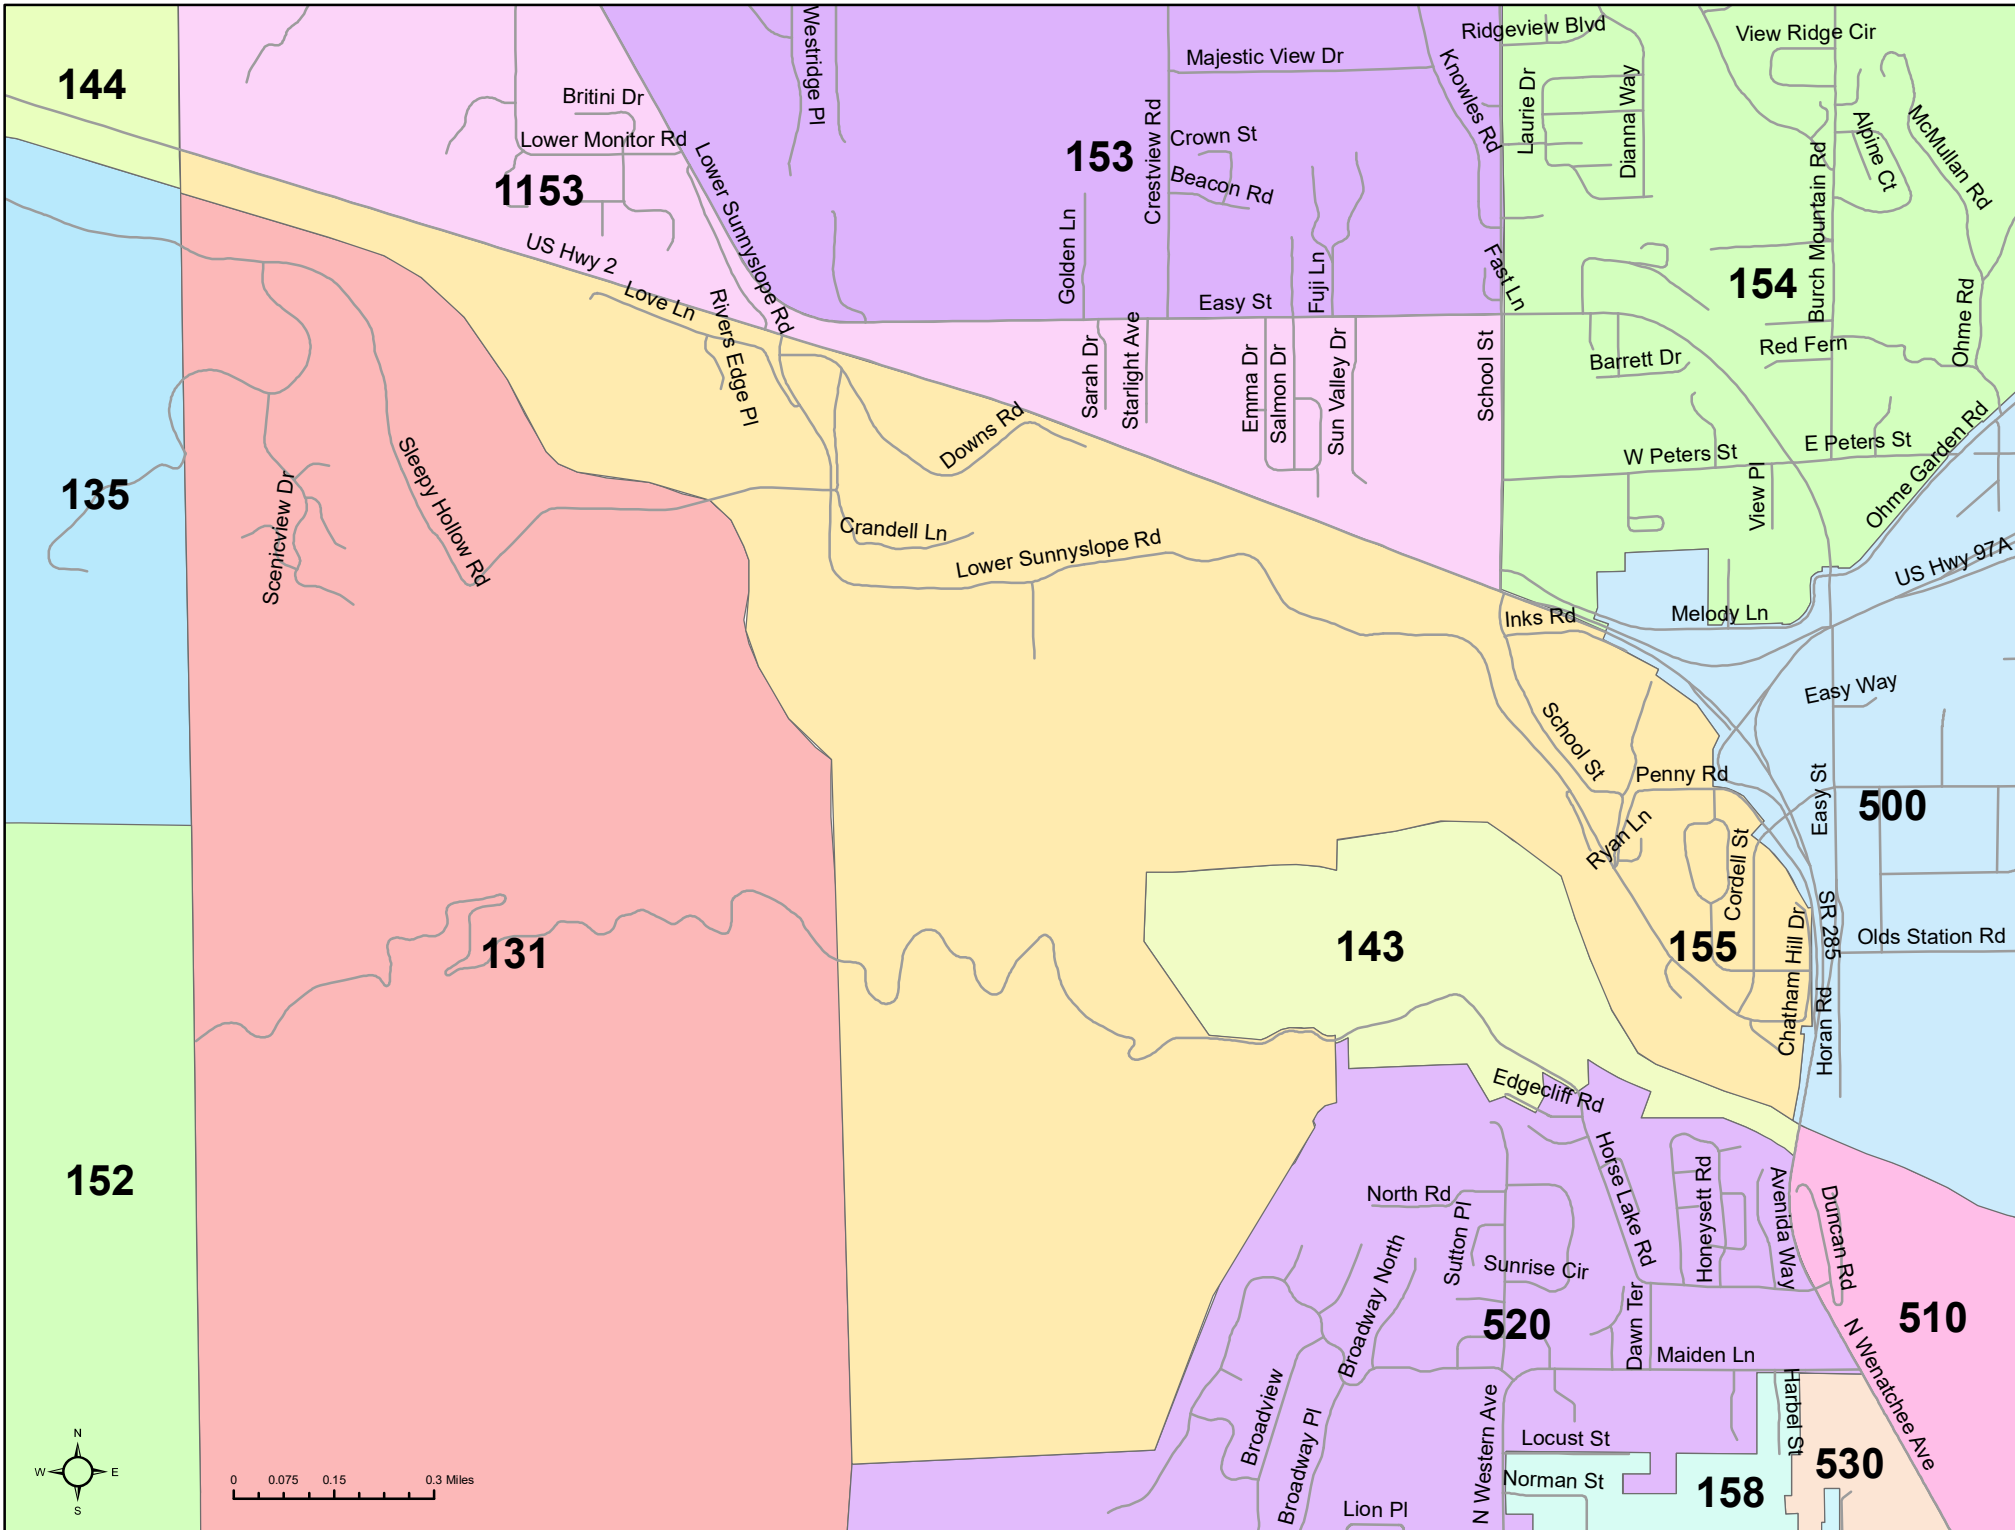 144
Westridge Pl
Ridgeview Blvd
View Ridge Cir
Majestic View Dr
Knowles Rd
Britini Dr
Laurie Dr
Dianna Way
McMullan Rd
Lower Monitor Rd
Crestview Rd
Crown St
Alpine Ct
153
1153
Beacon Rd
Burch Mountain Rd
Lower Sunnyslope Rd
US Hwy 2
Golden Ln
Fuji Ln
Fast Ln
154
Love Ln
Rivers Edge Pl
Easy St
Ohme Rd
Sarah Dr
Starlight Ave
Emma Dr
Salmon Dr
Sun Valley Dr
School St
Barrett Dr
Red Fern
Downs Rd
W Peters St
E Peters St
Ohme Garden Rd
135
Scenicview Dr
Sleepy Hollow Rd
View Pl
Crandell Ln
Lower Sunnyslope Rd
US Hwy 97A
Inks Rd
Melody Ln
Easy Way
School St
Penny Rd
Easy St
500
Ryan Ln
Cordell St
131
143
155
SR 285
Olds Station Rd
Chatham Hill Dr
Horan Rd
Edgecliff Rd
152
North Rd
Sutton Pl
Horse Lake Rd
Honeysett Rd
Avenida Way
Duncan Rd
Broadway North
Sunrise Cir
520
Dawn Ter
510
Maiden Ln
N Wenatchee Ave
Broadview
Broadway Pl
N Western Ave
Harbel St
Locust St
530
Norman St
158
Lion Pl
N
W E
S
0 0.075 0.15 0.3 Miles